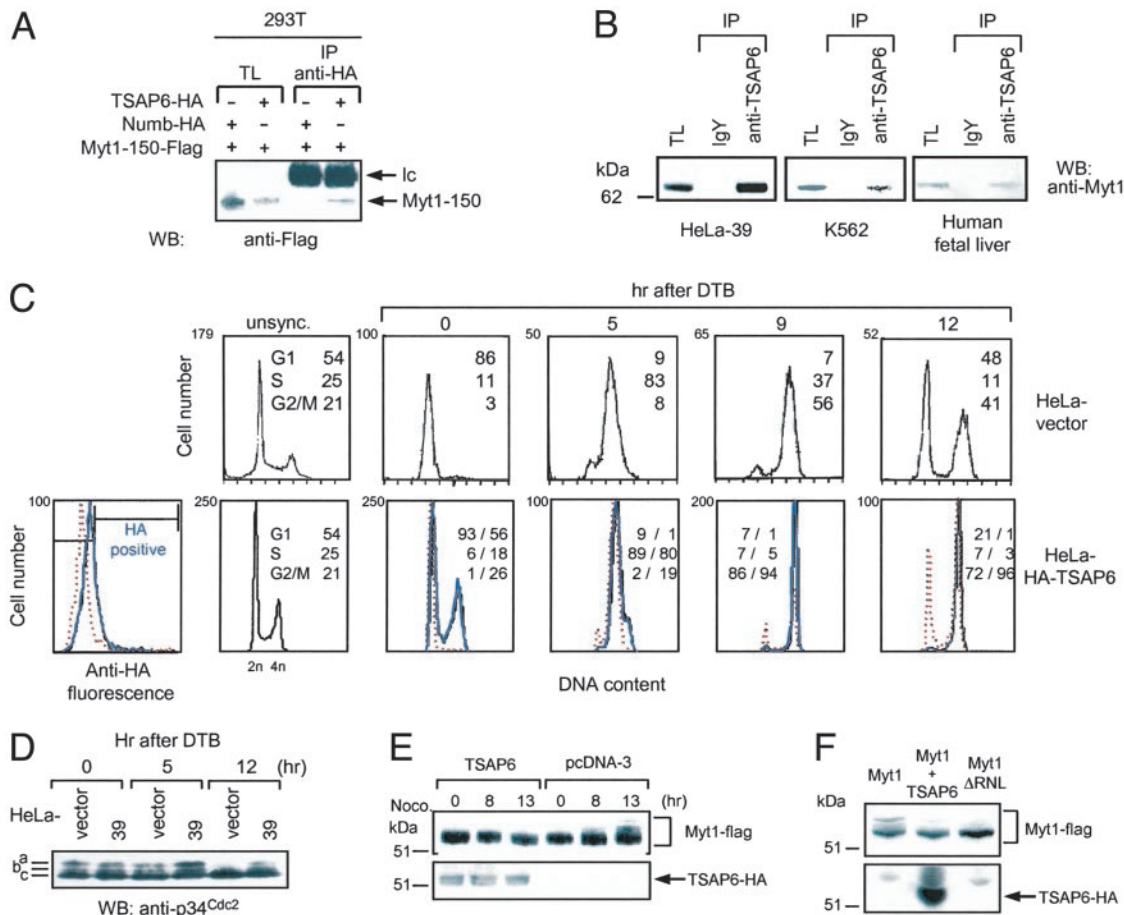 A
293T
TL
IP
anti-HA
TSAP6-HA - + - +
Numb-HA + - + -
Myt1-150-Flag + + + +
Ic
Myt1-150
WB: anti-Flag
B
IP
IP
IP
TL
IgY
anti-TSAP6
TL
IgY
anti-TSAP6
TL
IgY
anti-TSAP6
kDa
62
WB:
anti-Myt1
HeLa-39
K562
Human
fetal liver
C
hr after DTB
unsync.
0
5
9
12
179
G1 54
S 25
G2/M 21
100
86
11
3
50
9
83
8
65
7
37
56
52
48
11
41
Cell number
HeLa-
vector
100
HA
positive
Cell number
Anti-HA
fluorescence
250
G1 54
S 25
G2/M 21
2n 4n
250
93 / 56
6 / 18
1 / 26
100
9 / 1
89 / 80
2 / 19
200
7 / 1
7 / 5
86 / 94
100
21 / 1
7 / 3
72 / 96
HeLa-
HA-TSAP6
DNA content
D
Hr after DTB
0 5 12 (hr)
HeLa-
vector
39
vector
39
vector
39
a
b
c
WB: anti-p34Cdc2
E
TSAP6
pcDNA-3
Noco. 0 8 13 0 8 13 (hr)
kDa
51
Myt1-flag
51
TSAP6-HA
F
Myt1
Myt1
+
TSAP6
Myt1
ΔRNL
kDa
51
Myt1-flag
51
TSAP6-HA